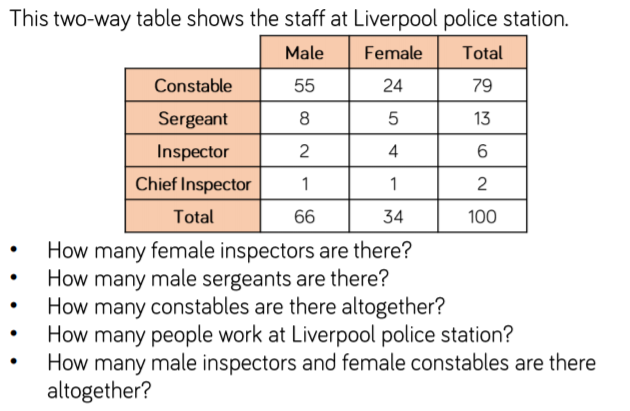 This two-way table shows the staff at Liverpool police station.
Male Female Total
Constable 55 24 79
Sergeant 8 5 13
Inspector 2 4 6
Chief Inspector 1 1 2
Total 66 34 100
• How many female inspectors are there?
• How many male sergeants are there?
• How many constables are there altogether?
• How many people work at Liverpool police station?
• How many male inspectors and female constables are there
altogether?